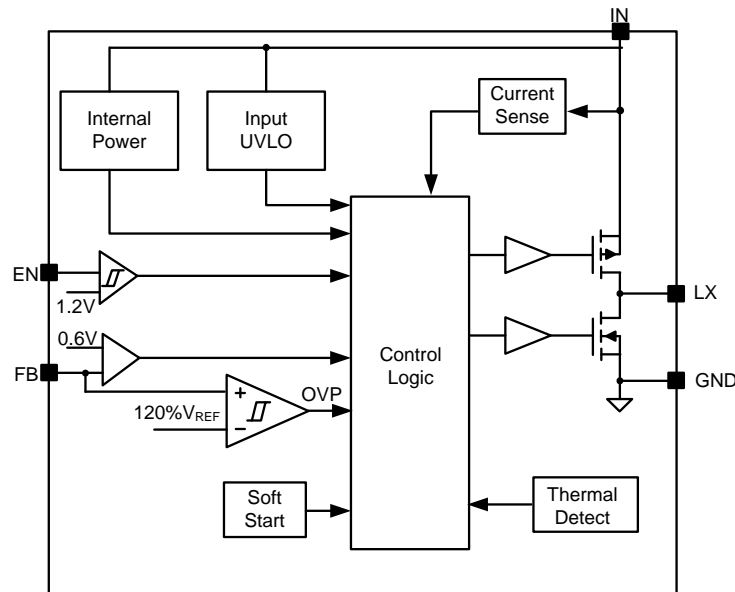 IN
Internal
Power
Input
UVLO
Current
Sense
EN
1.2V
0.6V
FB
120%VREF
OVP
Control
Logic
LX
GND
Soft
Start
Thermal
Detect
+
−